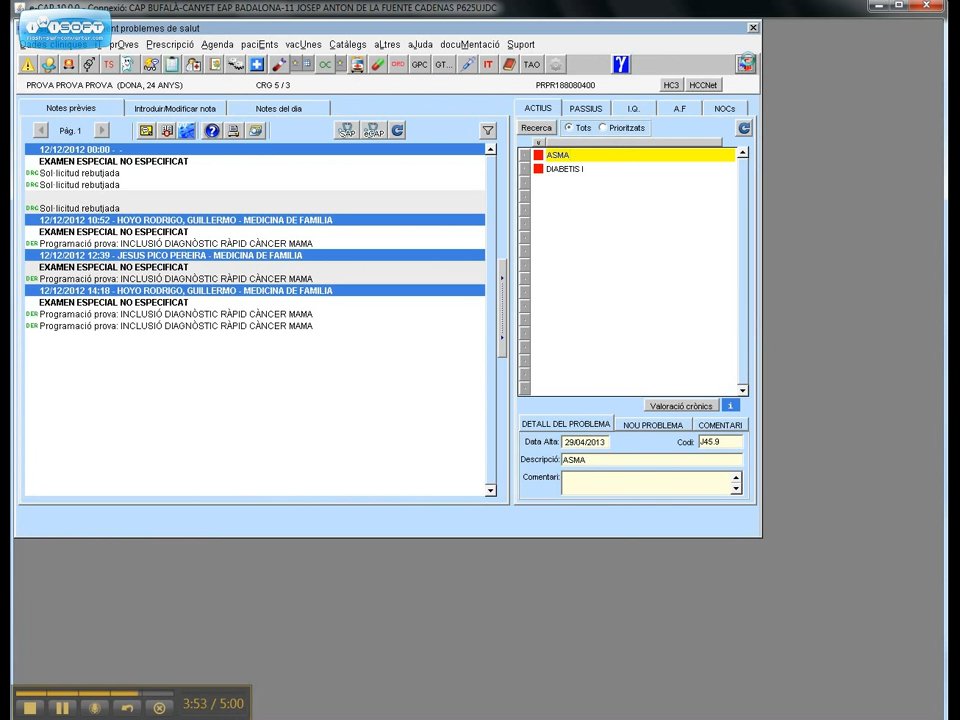 e-CAP 10.0.0 - Connexió: CAP BUFALÀ-CANYET EAP BADALONA-11 JOSEP ANTON DE LA FUENTE CADENAS P625UJDC
nt problemes de salut
SOFT
Dades clíniques prOves Prescripció Agenda paciEnts vacUnes Catàlegs aLtres aJuda docuMentació Suport
TS OC ORD GPC GT... IT TAO γ
PROVA PROVA PROVA (DONA, 24 ANYS) CRG 5 / 3 PRPR188080400 HC3 HCCNet
Notes prèvies Introduir/Modificar nota Notes del dia
ACTIUS PASSIUS I.Q. A.F NOCs
Pàg. 1
Recerca Tots Prioritzats
12/12/2012 00:00 - -
EXAMEN ESPECIAL NO ESPECIFICAT
DRC Sol·licitud rebutjada
DRC Sol·licitud rebutjada
DRC Sol·licitud rebutjada
12/12/2012 10:52 - HOYO RODRIGO, GUILLERMO - MEDICINA DE FAMILIA
EXAMEN ESPECIAL NO ESPECIFICAT
DER Programació prova: INCLUSIÓ DIAGNÒSTIC RÀPID CÀNCER MAMA
12/12/2012 12:39 - JESUS PICO PEREIRA - MEDICINA DE FAMILIA
EXAMEN ESPECIAL NO ESPECIFICAT
DER Programació prova: INCLUSIÓ DIAGNÒSTIC RÀPID CÀNCER MAMA
12/12/2012 14:18 - HOYO RODRIGO, GUILLERMO - MEDICINA DE FAMILIA
EXAMEN ESPECIAL NO ESPECIFICAT
DER Programació prova: INCLUSIÓ DIAGNÒSTIC RÀPID CÀNCER MAMA
DER Programació prova: INCLUSIÓ DIAGNÒSTIC RÀPID CÀNCER MAMA
ASMA
DIABETIS I
Valoració crònics i
DETALL DEL PROBLEMA NOU PROBLEMA COMENTARI
Data Alta: 29/04/2013 Codi: J45.9
Descripció: ASMA
Comentari:
3:53 / 5:00